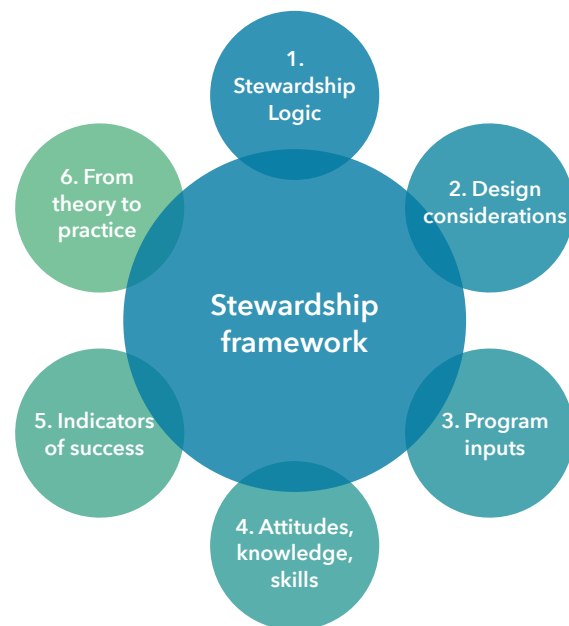 1.
Stewardship
Logic
2. Design
considerations
3. Program
inputs
4. Attitudes,
knowledge,
skills
5. Indicators
of success
6. From
theory to
practice
Stewardship
framework